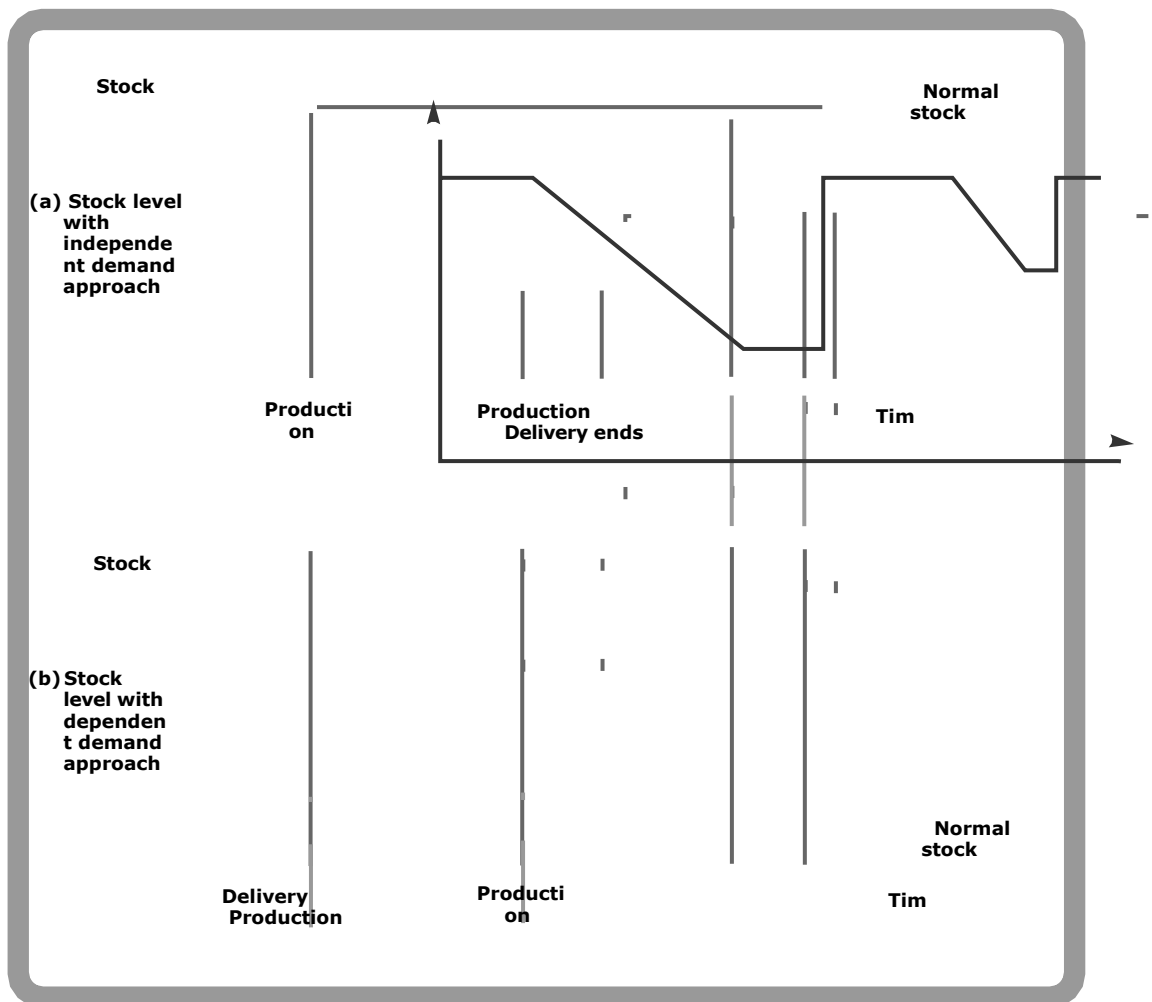 Stock
Normal
stock
(a) Stock level
with
independe
nt demand
approach
Producti
on
Production
Delivery ends
Tim
Stock
(b) Stock
level with
dependen
t demand
approach
Normal
stock
Delivery
Production
Producti
on
Tim